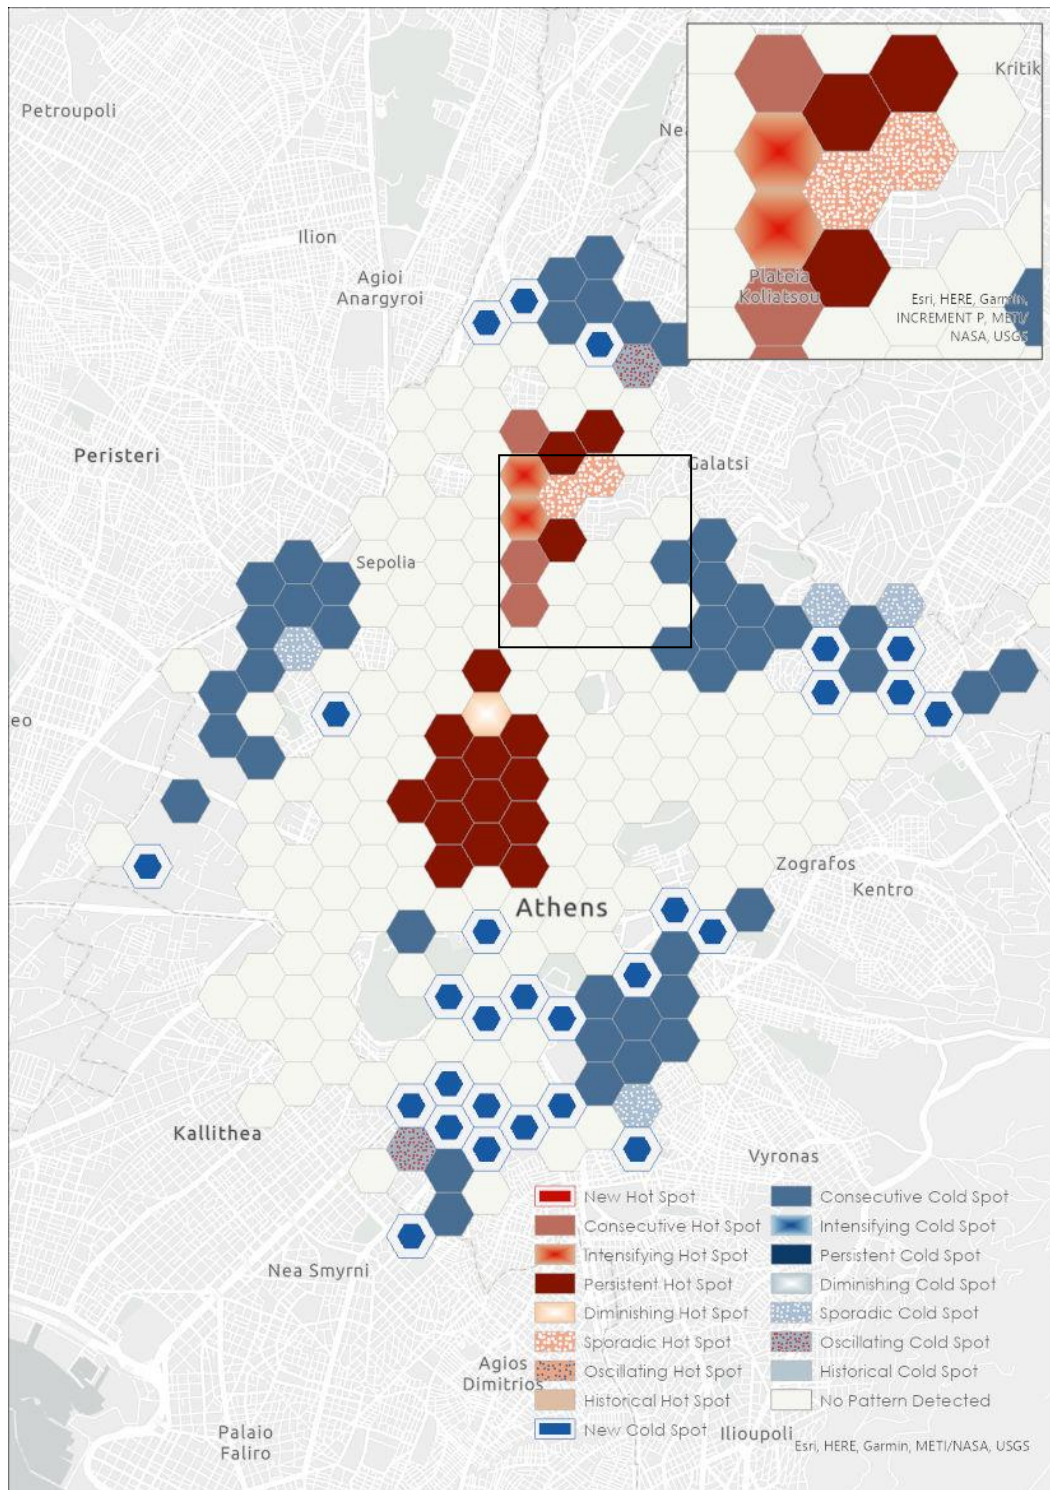 Petroupoli
Nea
Kritik
Ilion
Agioi
Anargyroi
Plateia
Koliatsou
Esri, HERE, Garmin,
INCREMENT P, METI/
NASA, USGS
Peristeri
Galatsi
Sepolia
eo
Zografos
Kentro
Athens
Kallithea
Vyronas
New Hot Spot
Consecutive Hot Spot
Intensifying Hot Spot
Persistent Hot Spot
Diminishing Hot Spot
Sporadic Hot Spot
Oscillating Hot Spot
Historical Hot Spot
New Cold Spot
Consecutive Cold Spot
Intensifying Cold Spot
Persistent Cold Spot
Diminishing Cold Spot
Sporadic Cold Spot
Oscillating Cold Spot
Historical Cold Spot
No Pattern Detected
Nea Smyrni
Agios
Dimitrios
Palaio
Faliro
Ilioupoli
Esri, HERE, Garmin, METI/NASA, USGS